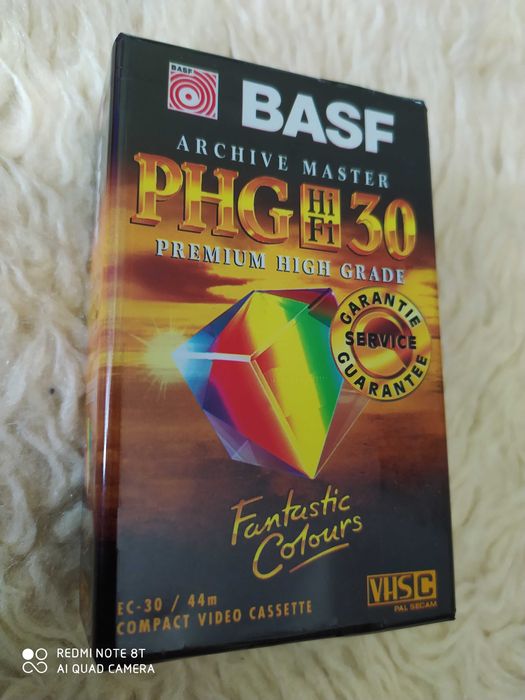 BASF
BASF
ARCHIVE MASTER
PHG Hi Fi 30
PREMIUM HIGH GRADE
GARANTIE
SERVICE
GUARANTEE
Fantastic
Colours
EC-30 / 44m
COMPACT VIDEO CASSETTE
VHS C
PAL SECAM
REDMI NOTE 8T
AI QUAD CAMERA